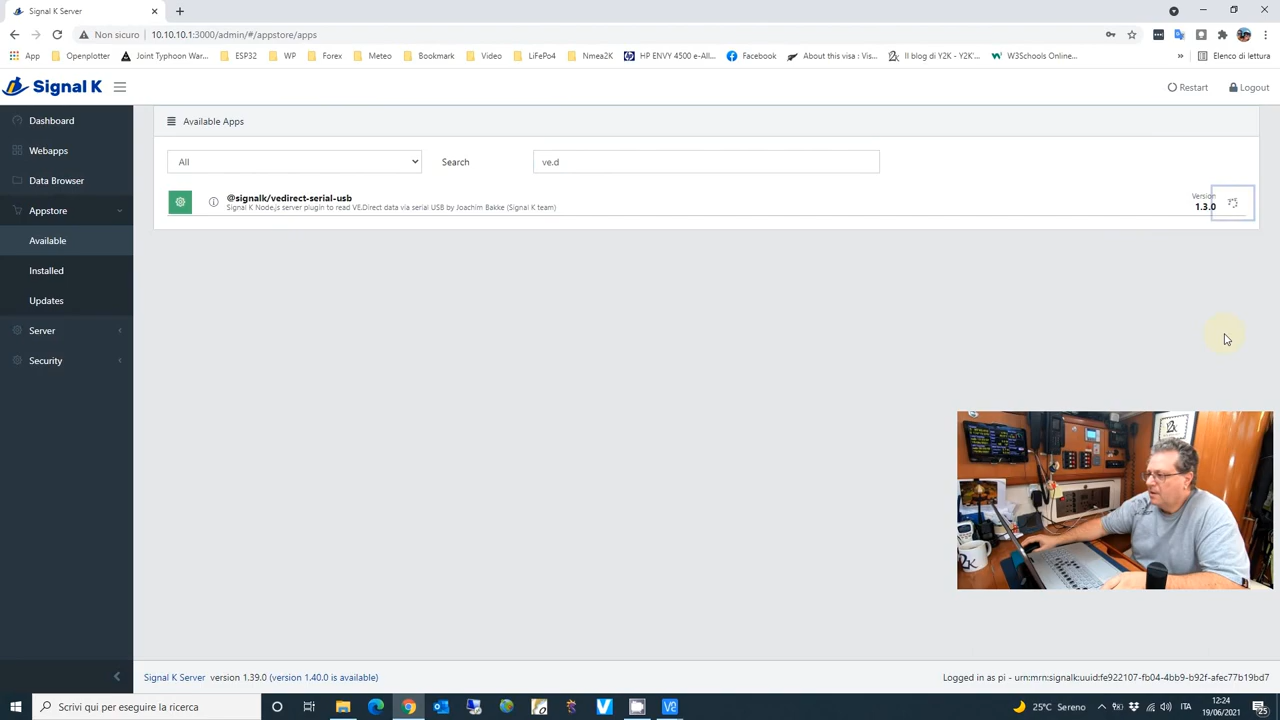 Signal K Server
Non sicuro
10.10.10.1:3000/admin/#/appstore/apps
App
Openplotter
Joint Typhoon War...
ESP32
WP
Forex
Meteo
Bookmark
Video
LiFePo4
Nmea2K
HP ENVY 4500 e-All...
Facebook
About this visa : Vis...
Il blog di Y2K - Y2K'...
W3Schools Online...
»
Elenco di lettura
Signal K
Restart
Logout
Dashboard
Webapps
Data Browser
Appstore
Available
Installed
Updates
Server
Security
Available Apps
All
Search
ve.d
@signalk/vedirect-serial-usb
Signal K Node.js server plugin to read VE.Direct data via serial USB by Joachim Bakke (Signal K team)
Version
1.3.0
Signal K Server version 1.39.0 (version 1.40.0 is available)
Logged in as pi - urn:mrn:signalk:uuid:fe922107-fb04-4bb9-b92f-afec77b19bd7
Scrivi qui per eseguire la ricerca
25°C Sereno
ITA
12:24
19/06/2021
25